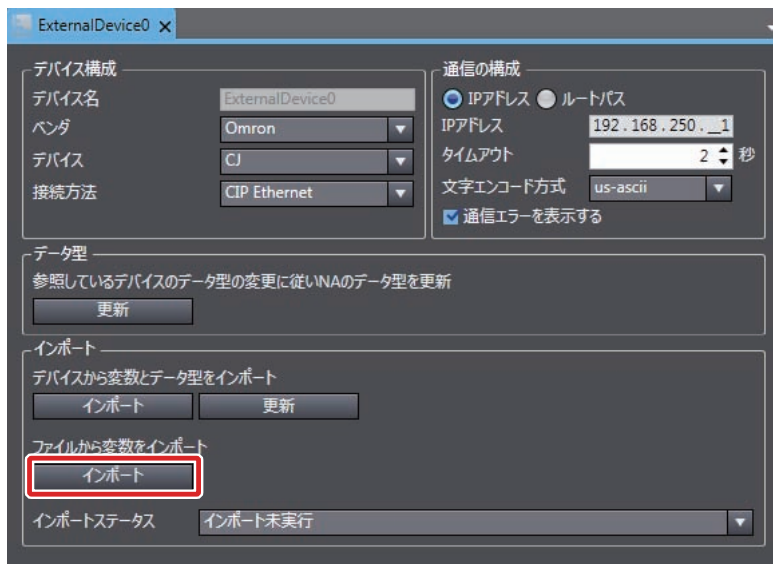 ExternalDevice0
デバイス構成
デバイス名 ExternalDevice0
ベンダ Omron
デバイス CJ
接続方法 CIP Ethernet
通信の構成
IPアドレス ルートパス
IPアドレス 192.168.250.__1
タイムアウト 2 秒
文字エンコード方式 us-ascii
通信エラーを表示する
データ型
参照しているデバイスのデータ型の変更に従いNAのデータ型を更新
更新
インポート
デバイスから変数とデータ型をインポート
インポート 更新
ファイルから変数をインポート
インポート
インポートステータス インポート未実行